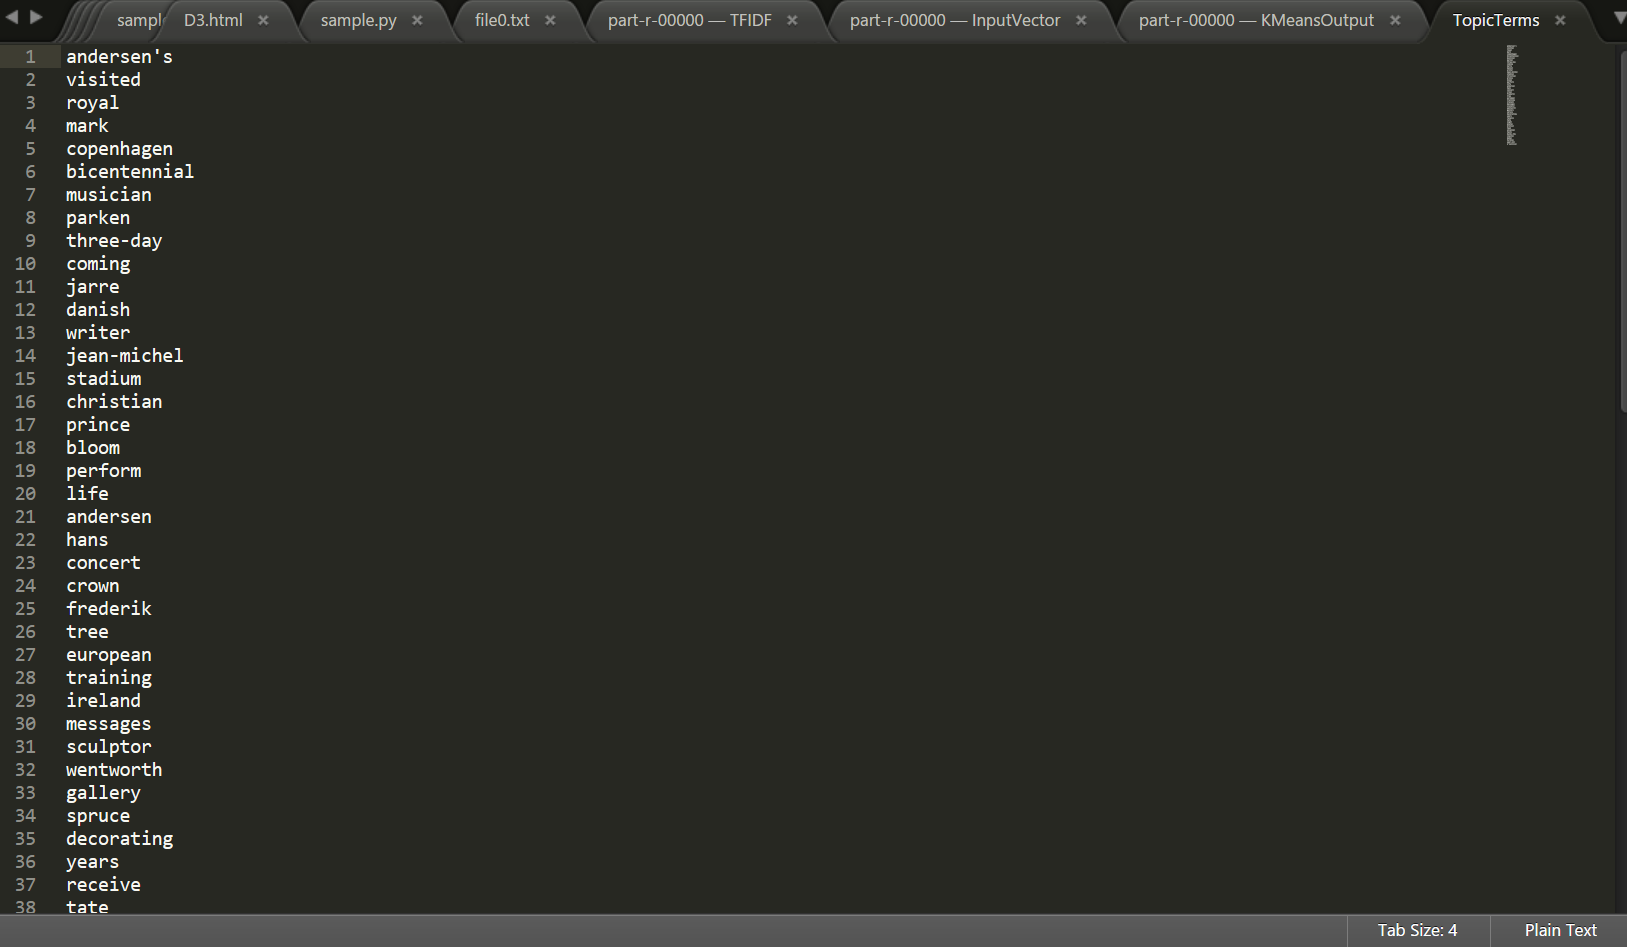 sampl D3.html sample.py file0.txt part-r-00000 — TFIDF part-r-00000 — InputVector part-r-00000 — KMeansOutput TopicTerms
1 andersen's
2 visited
3 royal
4 mark
5 copenhagen
6 bicentennial
7 musician
8 parken
9 three-day
10 coming
11 jarre
12 danish
13 writer
14 jean-michel
15 stadium
16 christian
17 prince
18 bloom
19 perform
20 life
21 andersen
22 hans
23 concert
24 crown
25 frederik
26 tree
27 european
28 training
29 ireland
30 messages
31 sculptor
32 wentworth
33 gallery
34 spruce
35 decorating
36 years
37 receive
38 tate
Tab Size: 4 Plain Text